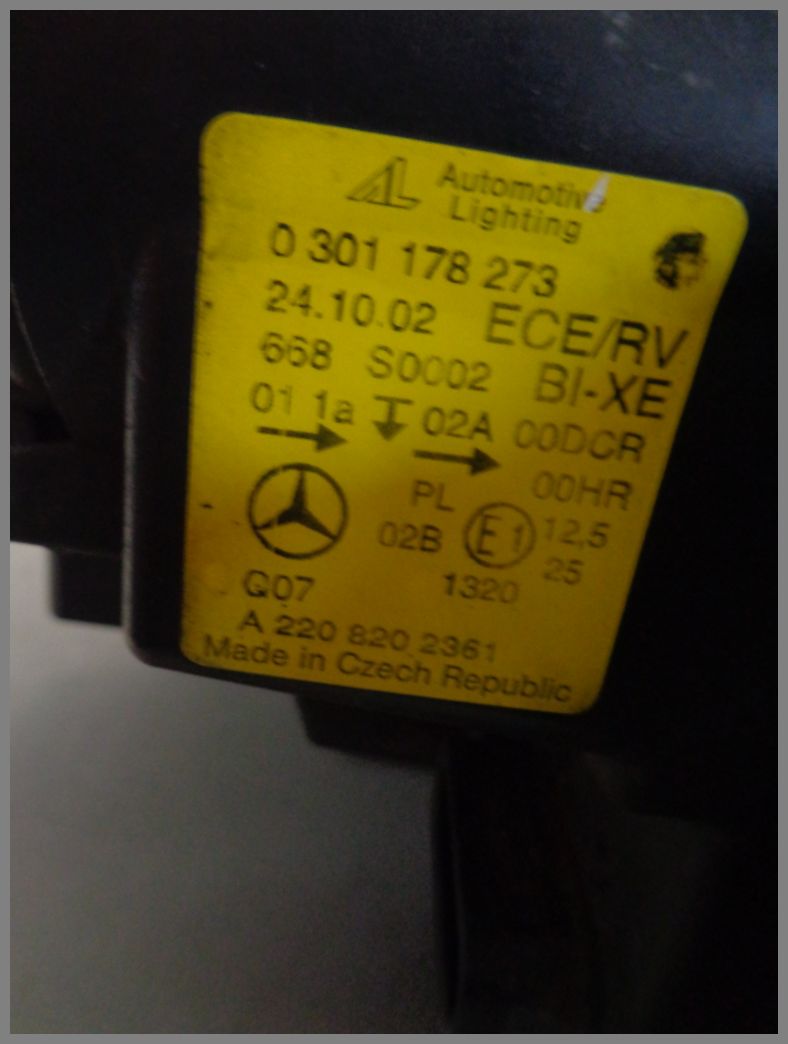 AL Automotive
Lighting
0 301 178 273
24.10.02 ECE/RV
668 S0002 BI-XE
01 1a 02A 00DCR
00HR
PL 12,5
02B E1 25
G07 1320
A 220 820 2361
Made in Czech Republic